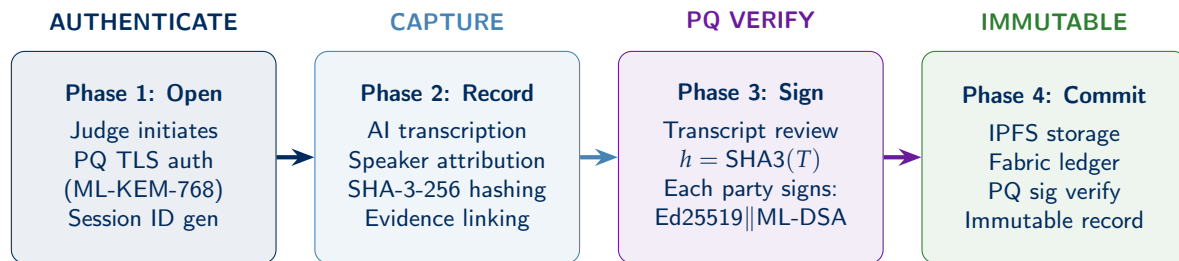 AUTHENTICATE
Phase 1: Open
Judge initiates
PQ TLS auth
(ML-KEM-768)
Session ID gen
CAPTURE
Phase 2: Record
AI transcription
Speaker attribution
SHA-3-256 hashing
Evidence linking
PQ VERIFY
Phase 3: Sign
Transcript review
h = SHA3(T)
Each party signs:
Ed25519∥ML-DSA
IMMUTABLE
Phase 4: Commit
IPFS storage
Fabric ledger
PQ sig verify
Immutable record